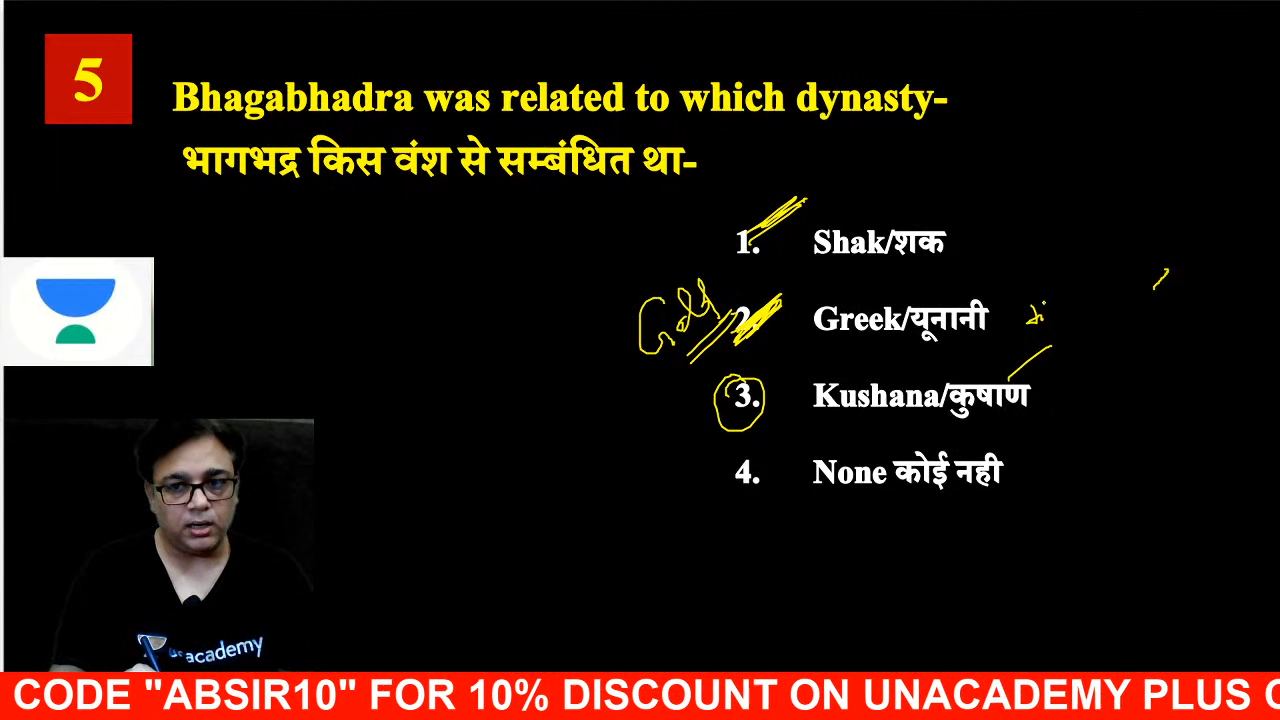 5
Bhagabhadra was related to which dynasty-
भागभद्र किस वंश से सम्बंधित था-
1. Shak/शक
2. Greek/यूनानी
3. Kushana/कुषाण
4. None कोई नही
Gold
academy
CODE "ABSIR10" FOR 10% DISCOUNT ON UNACADEMY PLUS